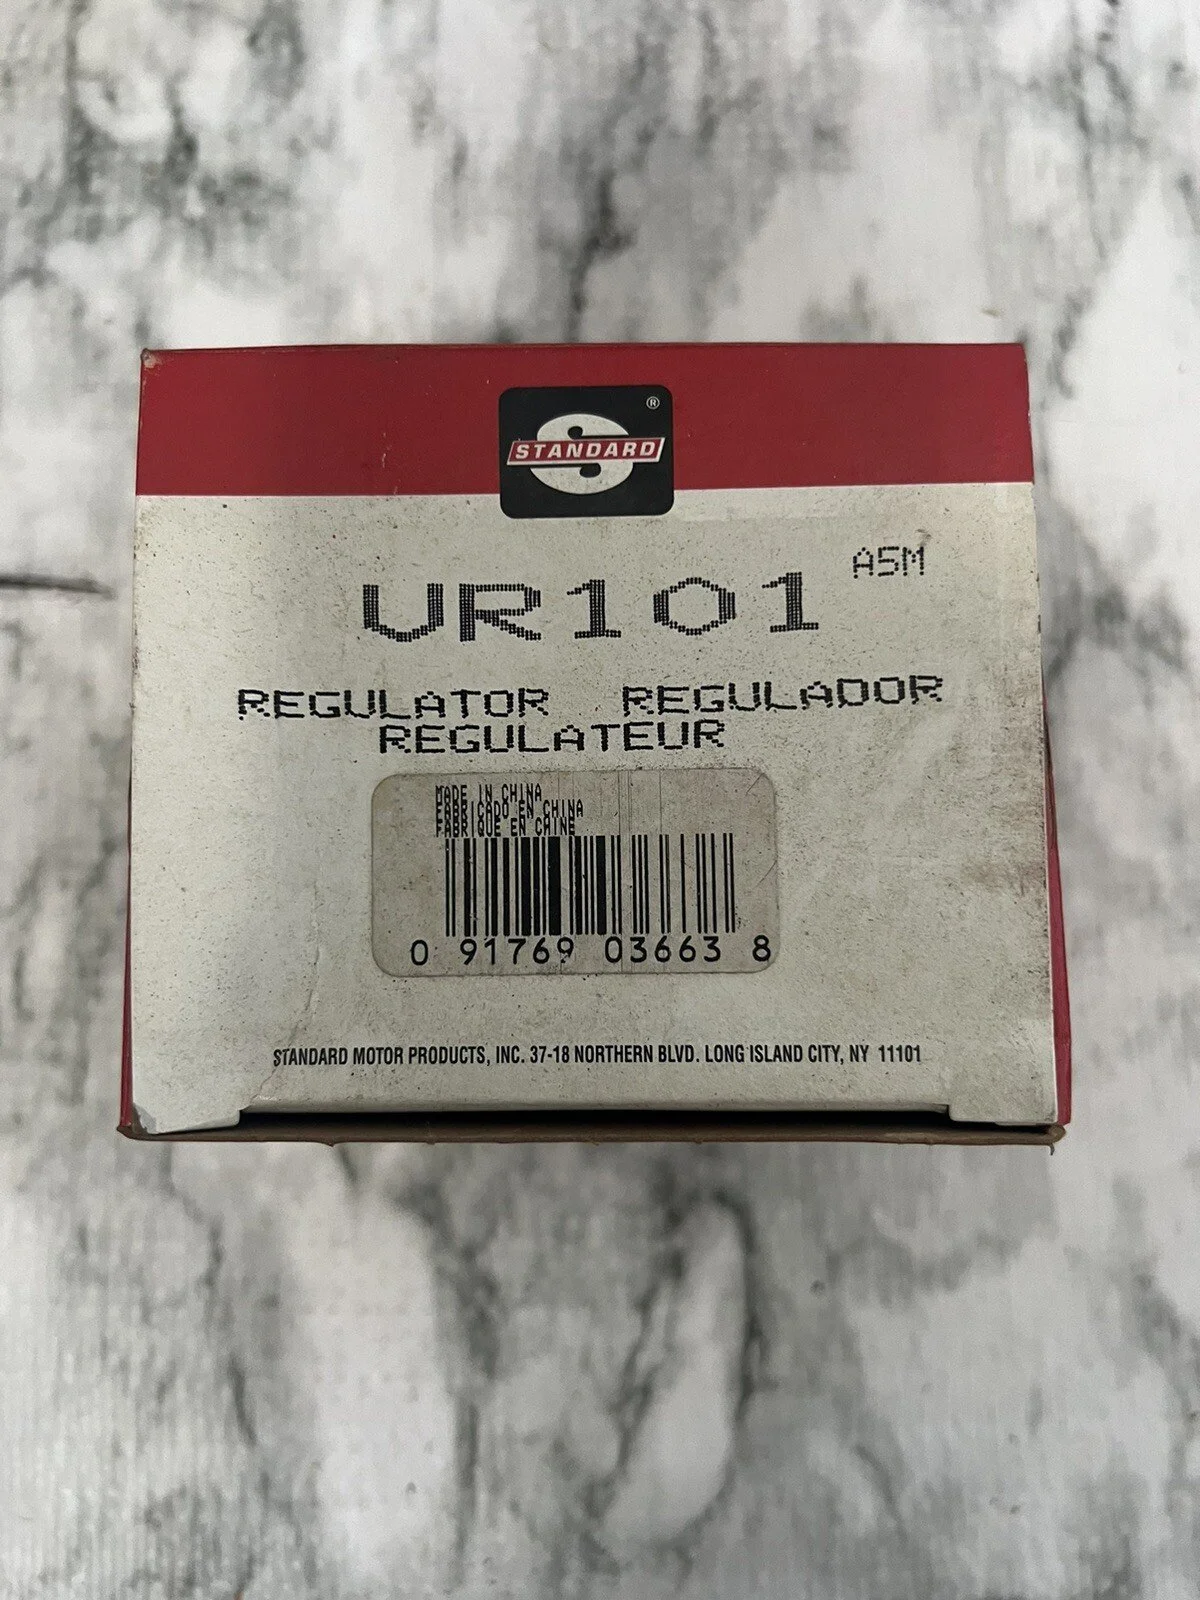 STANDARD ®
A5M
VR101
REGULATOR REGULADOR
REGULATEUR
MADE IN CHINA
FABRICADO EN CHINA
FABRIQUE EN CHINE
0 91769 03663 8
STANDARD MOTOR PRODUCTS, INC. 37-18 NORTHERN BLVD. LONG ISLAND CITY, NY 11101